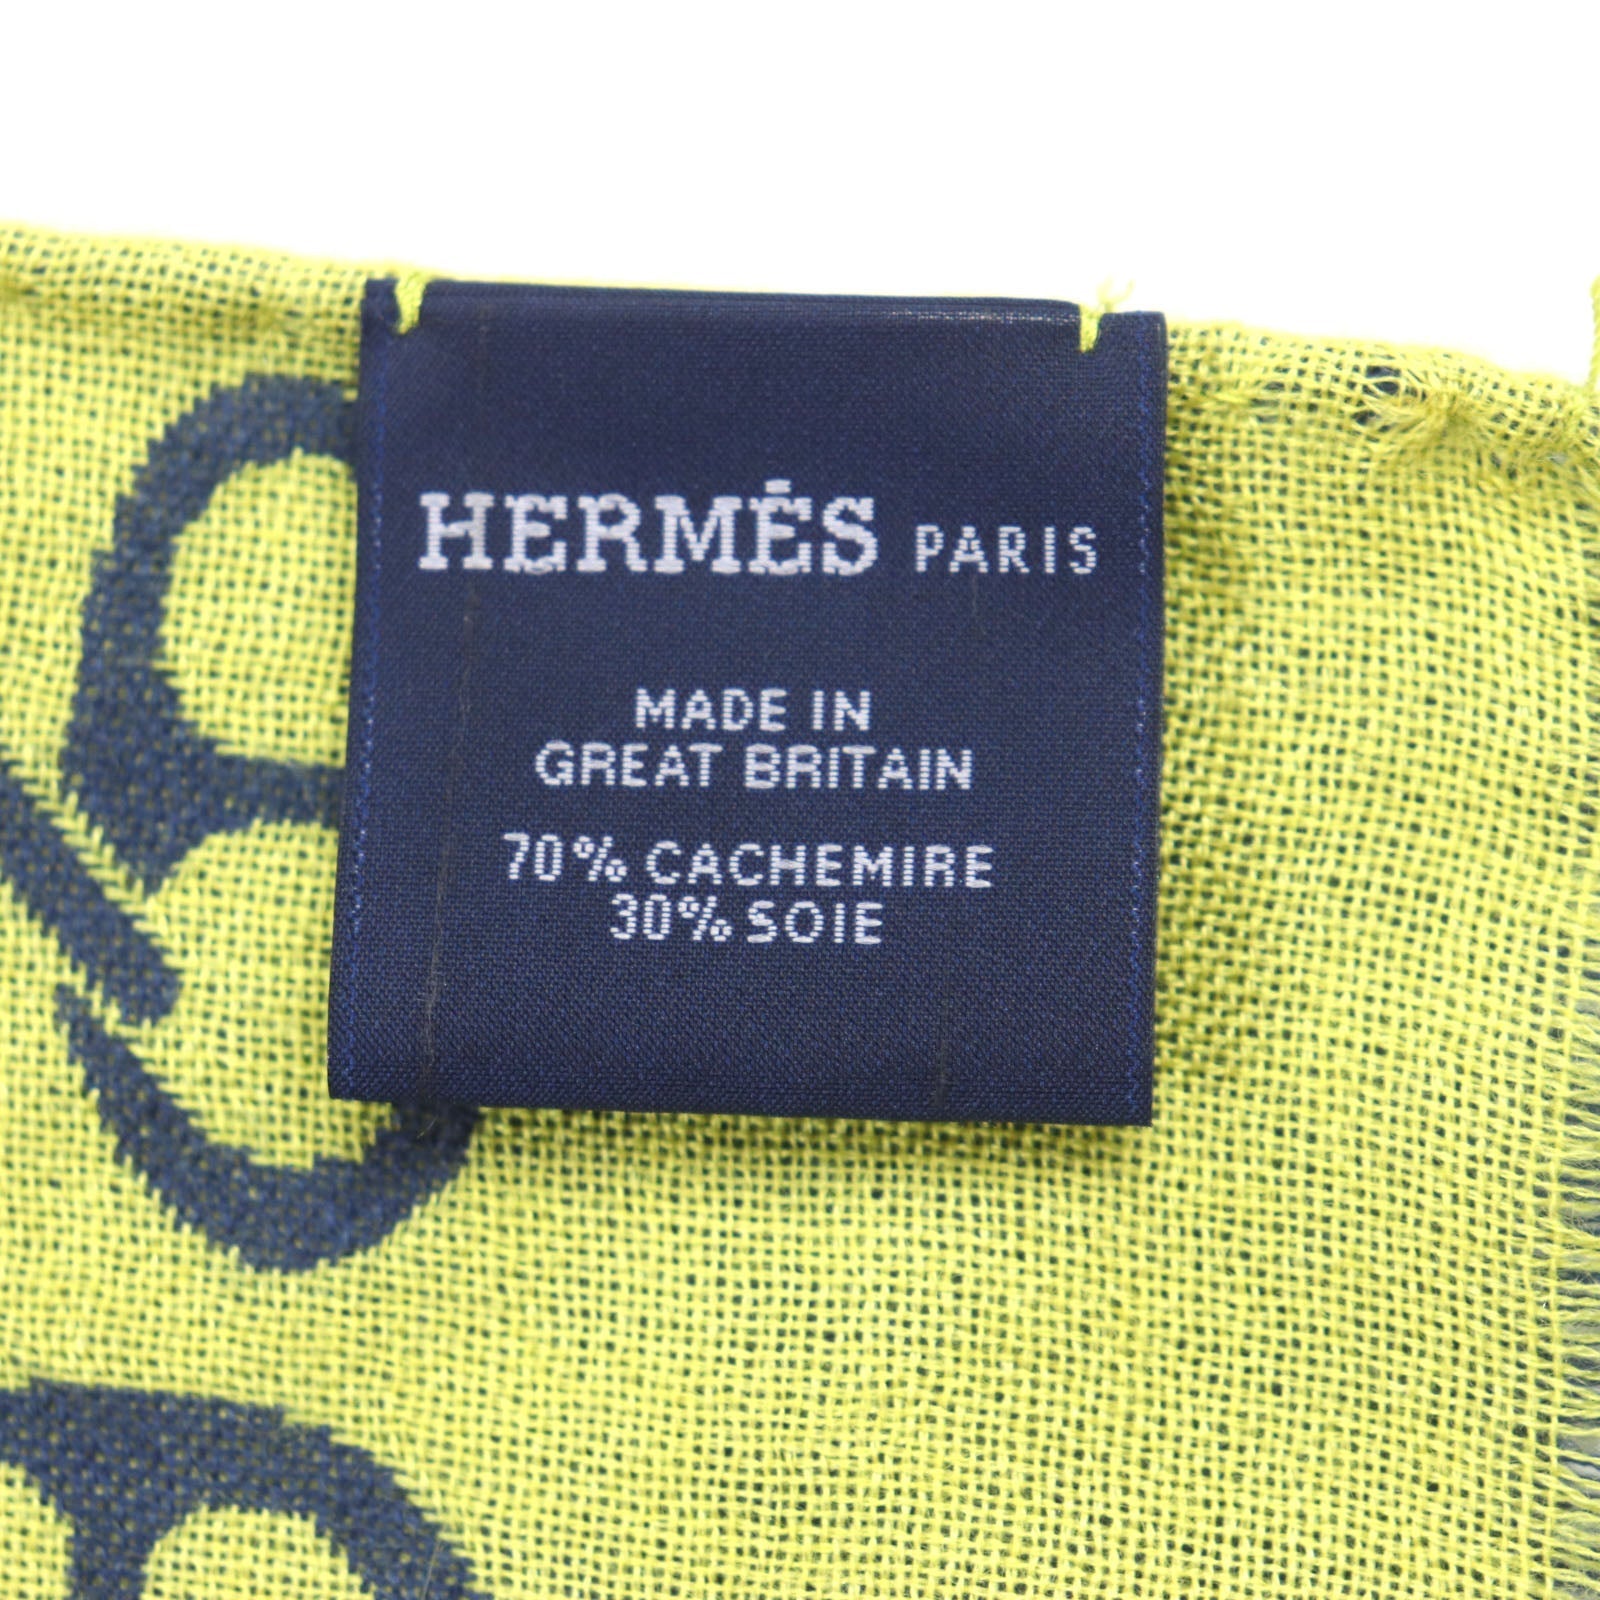 HERMÈS PARIS
MADE IN
GREAT BRITAIN
70% CACHEMIRE
30% SOIE